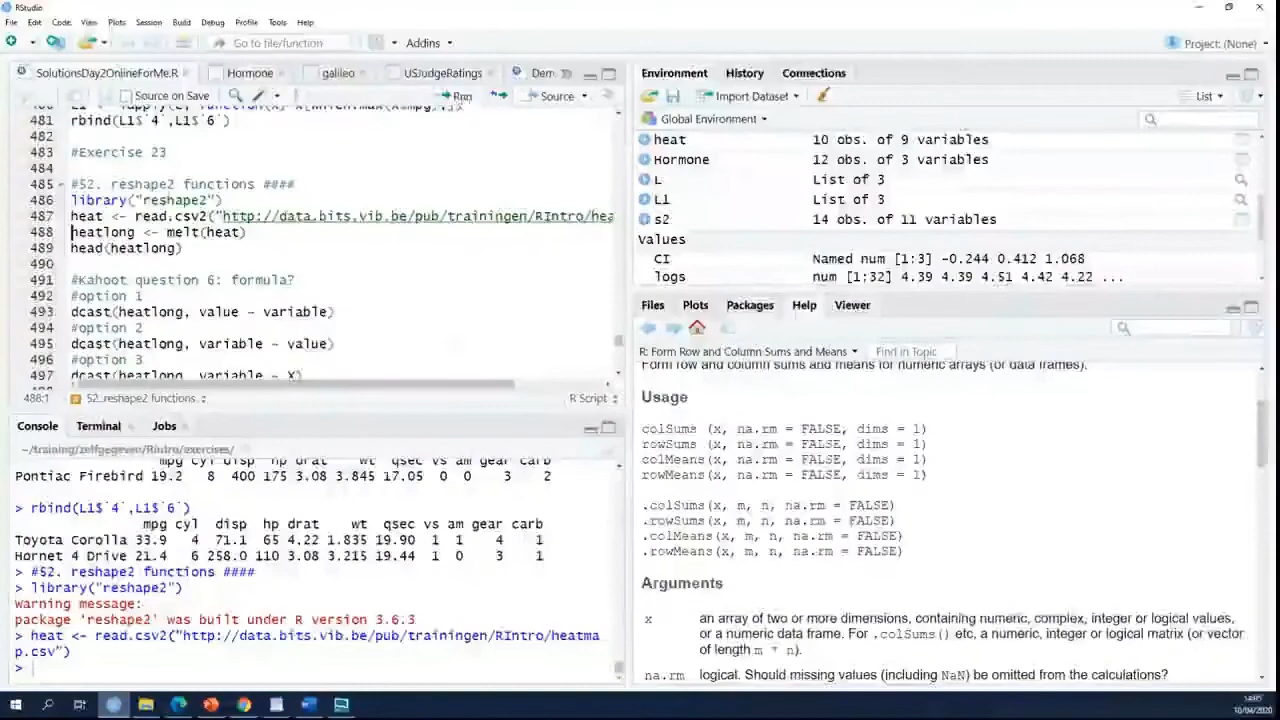 RStudio
File Edit Code View Plots Session Build Debug Profile Tools Help
Go to file/function Addins Project: (None)
SolutionsDay2OnlineForMe.R Hormone galileo USJudgeRatings Dem
Source on Save Run Source
481 rbind(L1$`4`,L1$`6`)
482
483 #Exercise 23
484
485 #52. reshape2 functions ####
486 library("reshape2")
487 heat <- read.csv2("http://data.bits.vib.be/pub/trainingen/RIntro/hea
488 heatlong <- melt(heat)
489 head(heatlong)
490
491 #Kahoot question 6: formula?
492 #option 1
493 dcast(heatlong, value ~ variable)
494 #option 2
495 dcast(heatlong, variable ~ value)
496 #option 3
497 dcast(heatlong, variable ~ X)
488:1 52. reshape2 functions R Script
Console Terminal Jobs
~/training/zelfgegeven/RIntro/exercises/
mpg cyl disp hp drat wt qsec vs am gear carb
Pontiac Firebird 19.2 8 400 175 3.08 3.845 17.05 0 0 3 2
> rbind(L1$`4`,L1$`6`)
mpg cyl disp hp drat wt qsec vs am gear carb
Toyota Corolla 33.9 4 71.1 65 4.22 1.835 19.90 1 1 4 1
Hornet 4 Drive 21.4 6 258.0 110 3.08 3.215 19.44 1 0 3 1
> #52. reshape2 functions ####
> library("reshape2")
Warning message:
package 'reshape2' was built under R version 3.6.3
> heat <- read.csv2("http://data.bits.vib.be/pub/trainingen/RIntro/heatma
p.csv")
>
Environment History Connections
Import Dataset List
Global Environment
heat 10 obs. of 9 variables
Hormone 12 obs. of 3 variables
L List of 3
L1 List of 3
s2 14 obs. of 11 variables
Values
CI Named num [1:3] -0.244 0.412 1.068
logs num [1:32] 4.39 4.39 4.51 4.42 4.22 ...
Files Plots Packages Help Viewer
R: Form Row and Column Sums and Means Find in Topic
Form row and column sums and means for numeric arrays (or data frames).
Usage
colSums (x, na.rm = FALSE, dims = 1)
rowSums (x, na.rm = FALSE, dims = 1)
colMeans(x, na.rm = FALSE, dims = 1)
rowMeans(x, na.rm = FALSE, dims = 1)
.colSums(x, m, n, na.rm = FALSE)
.rowSums(x, m, n, na.rm = FALSE)
.colMeans(x, m, n, na.rm = FALSE)
.rowMeans(x, m, n, na.rm = FALSE)
Arguments
x an array of two or more dimensions, containing numeric, complex, integer or logical values,
or a numeric data frame. For .colSums() etc, a numeric, integer or logical matrix (or vector
of length m * n).
na.rm logical. Should missing values (including NaN) be omitted from the calculations?
10/04/2020